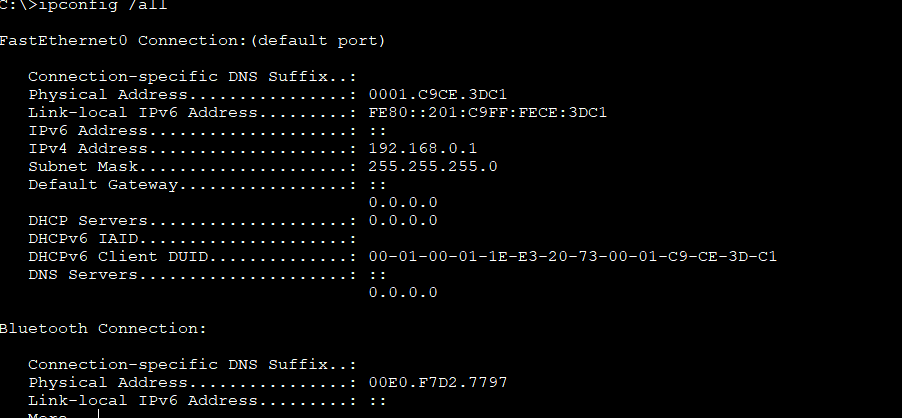 C:\>ipconfig /all
FastEthernet0 Connection:(default port)
Connection-specific DNS Suffix..:
Physical Address................: 0001.C9CE.3DC1
Link-local IPv6 Address.........: FE80::201:C9FF:FECE:3DC1
IPv6 Address....................: ::
IPv4 Address....................: 192.168.0.1
Subnet Mask.....................: 255.255.255.0
Default Gateway.................: ::
0.0.0.0
DHCP Servers....................: 0.0.0.0
DHCPv6 IAID.....................:
DHCPv6 Client DUID..............: 00-01-00-01-1E-E3-20-73-00-01-C9-CE-3D-C1
DNS Servers.....................: ::
0.0.0.0
Bluetooth Connection:
Connection-specific DNS Suffix..:
Physical Address................: 00E0.F7D2.7797
Link-local IPv6 Address.........: ::
More